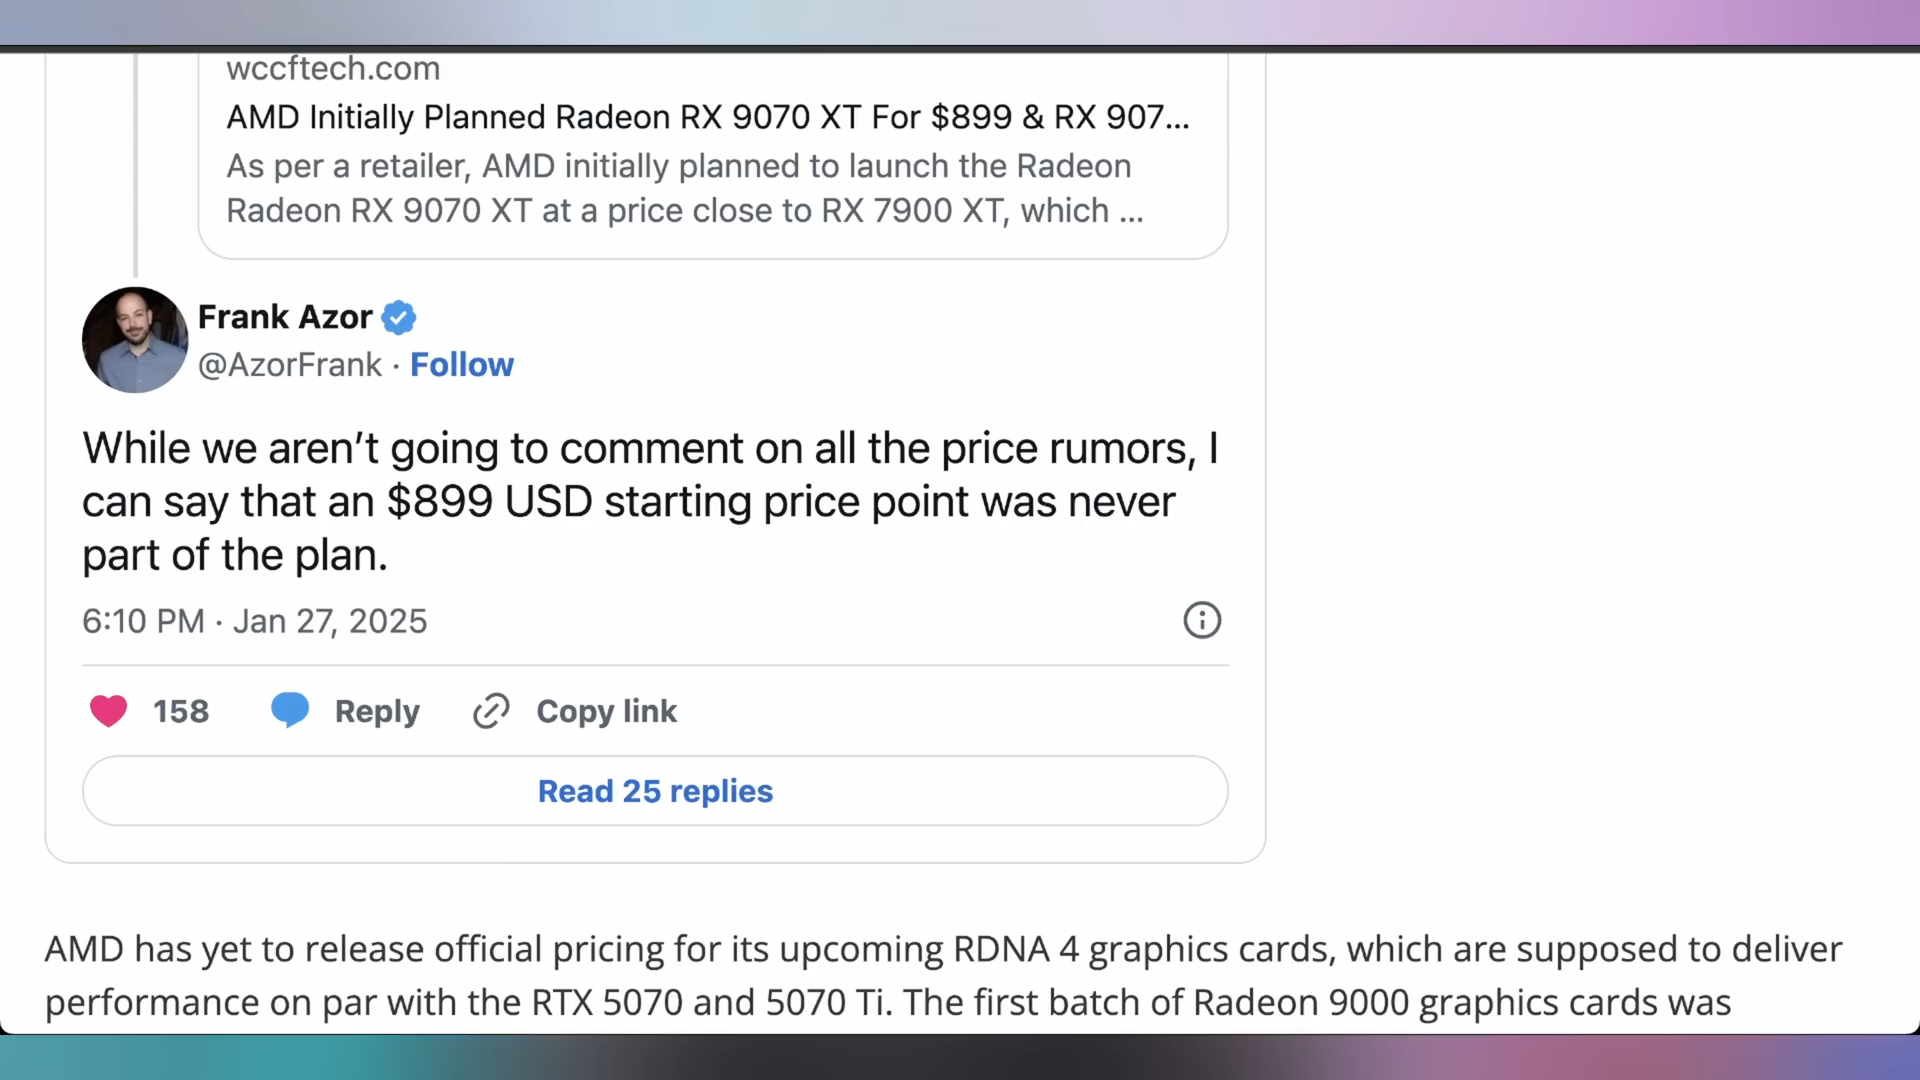 wccftech.com
AMD Initially Planned Radeon RX 9070 XT For $899 & RX 907...
As per a retailer, AMD initially planned to launch the Radeon
Radeon RX 9070 XT at a price close to RX 7900 XT, which ...
Frank Azor
@AzorFrank · Follow
While we aren’t going to comment on all the price rumors, I
can say that an $899 USD starting price point was never
part of the plan.
6:10 PM · Jan 27, 2025
158 Reply Copy link
Read 25 replies
AMD has yet to release official pricing for its upcoming RDNA 4 graphics cards, which are supposed to deliver
performance on par with the RTX 5070 and 5070 Ti. The first batch of Radeon 9000 graphics cards was